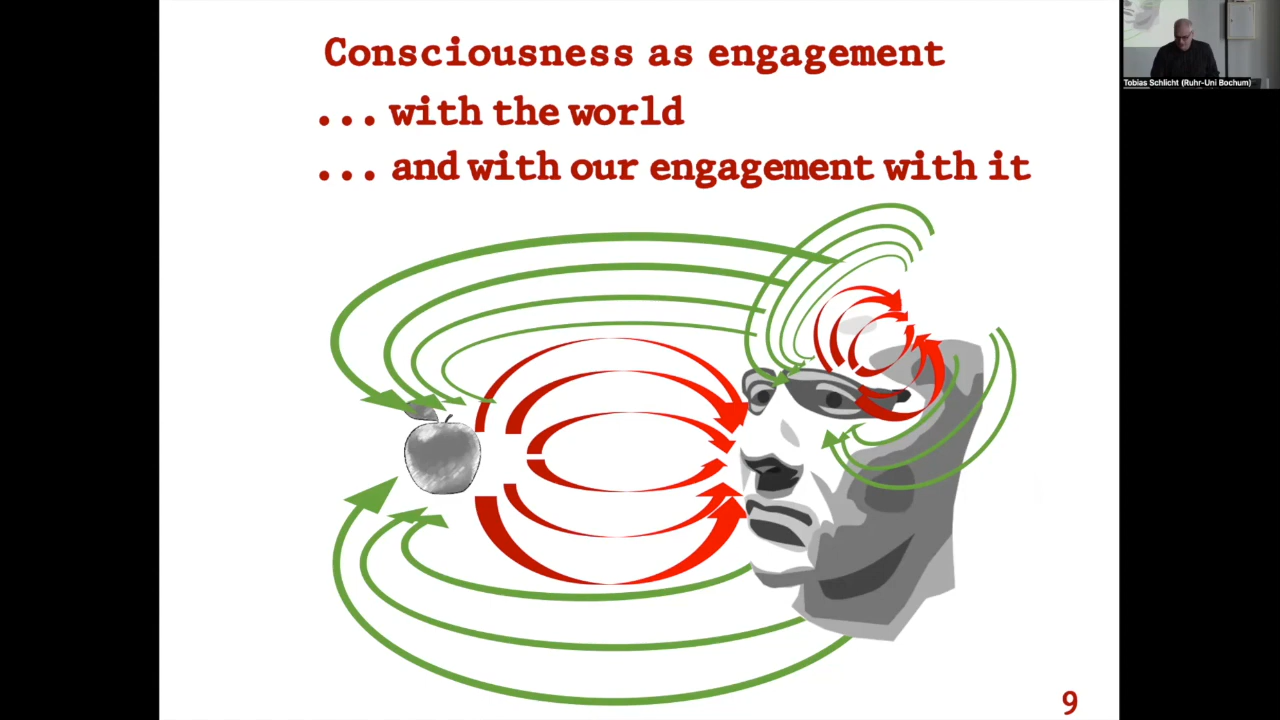 Consciousness as engagement
... with the world
... and with our engagement with it
Tobias Schlicht (Ruhr-Uni Bochum)
9